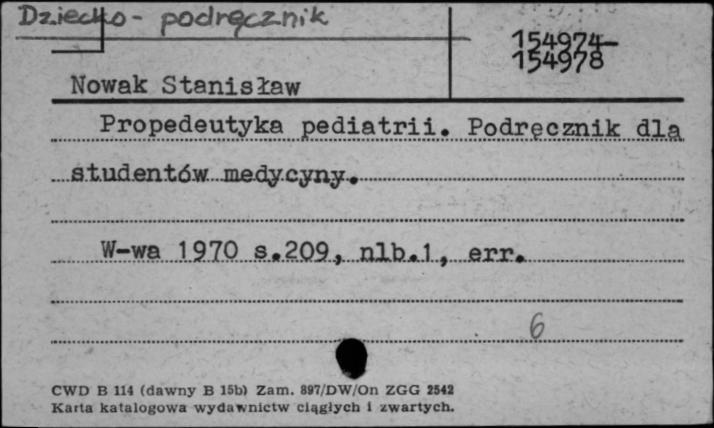 Dziecko - podręcznik
154974-
154978
Nowak Stanisław
Propedeutyka pediatrii. Podręcznik dla
studentów medycyny.
W-wa 1970 s.209, nlb.1, err.
6
CWD B 114 (dawny B 15b) Zam. 897/DW/On ZGG 2542
Karta katalogowa wydawnictw ciągłych i zwartych.